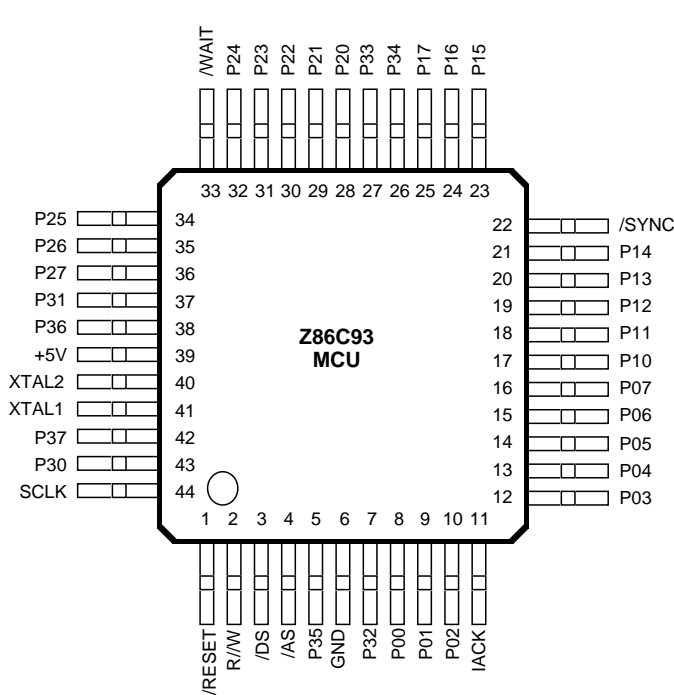 /WAIT P24 P23 P22 P21 P20 P33 P34 P17 P16 P15
33 32 31 30 29 28 27 26 25 24 23
P25 34
P26 35
P27 36
P31 37
P36 38
+5V 39
XTAL2 40
XTAL1 41
P37 42
P30 43
SCLK 44
Z86C93
MCU
22 /SYNC
21 P14
20 P13
19 P12
18 P11
17 P10
16 P07
15 P06
14 P05
13 P04
12 P03
1 2 3 4 5 6 7 8 9 10 11
/RESET R//W /DS /AS P35 GND P32 P00 P01 P02 IACK